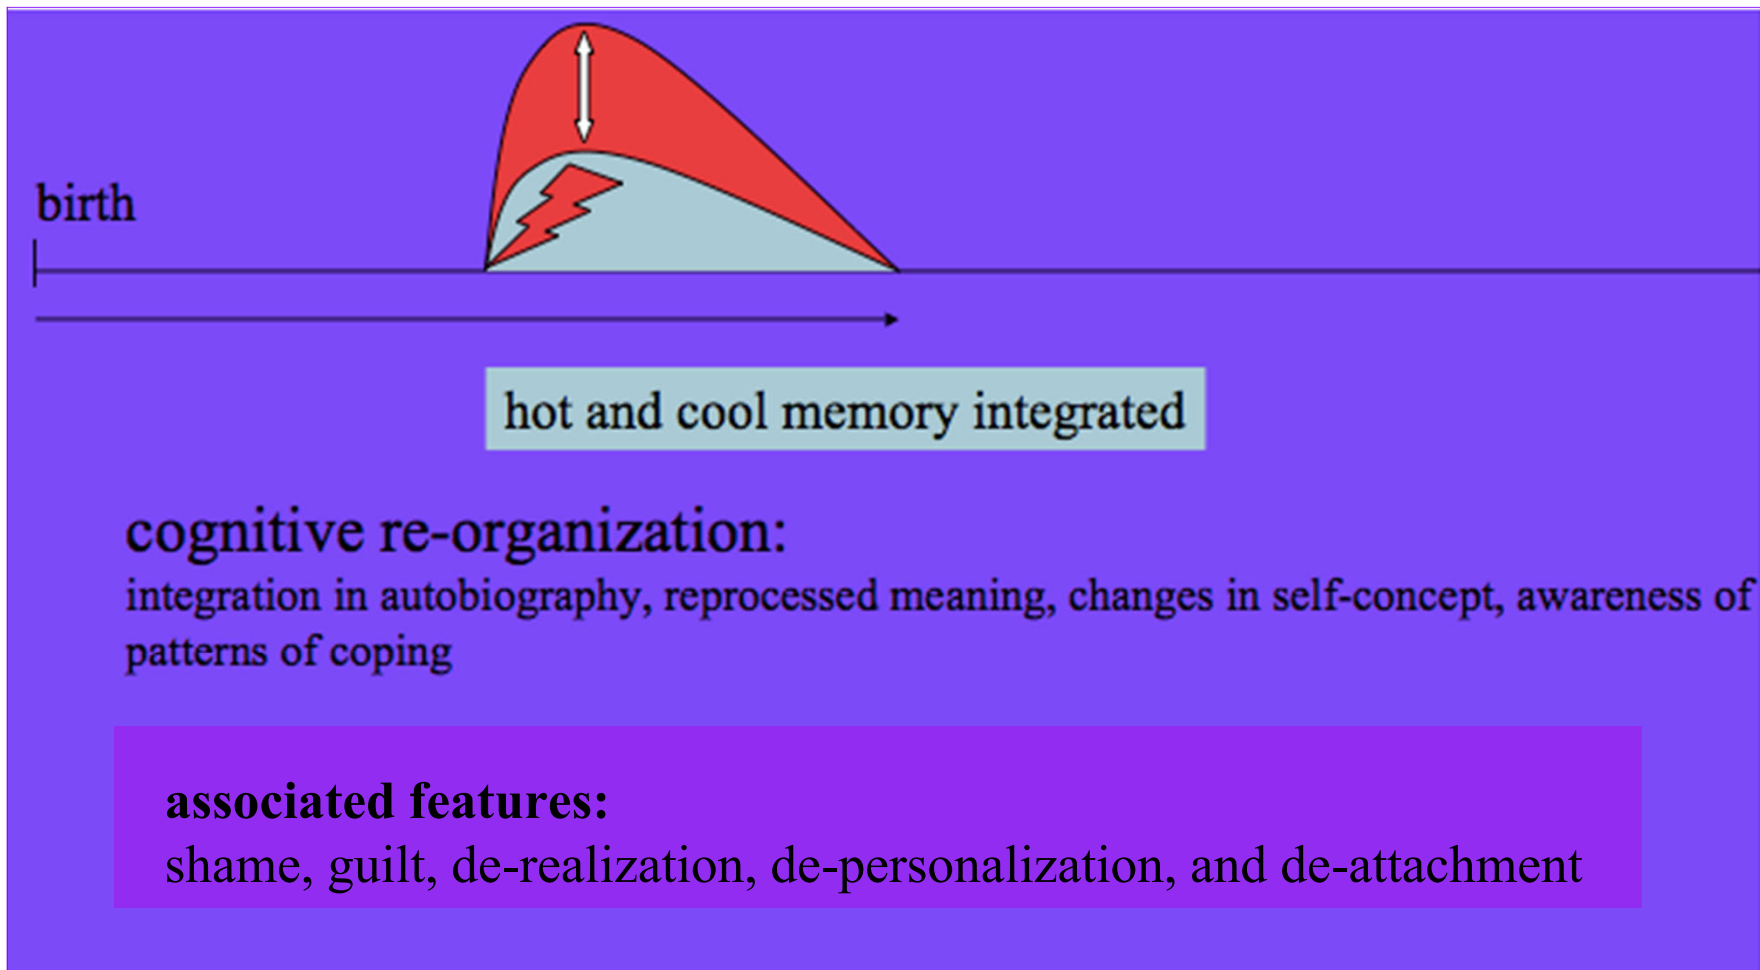 birth
hot and cool memory integrated
cognitive re-organization:
integration in autobiography, reprocessed meaning, changes in self-concept, awareness of
patterns of coping
associated features:
shame, guilt, de-realization, de-personalization, and de-attachment